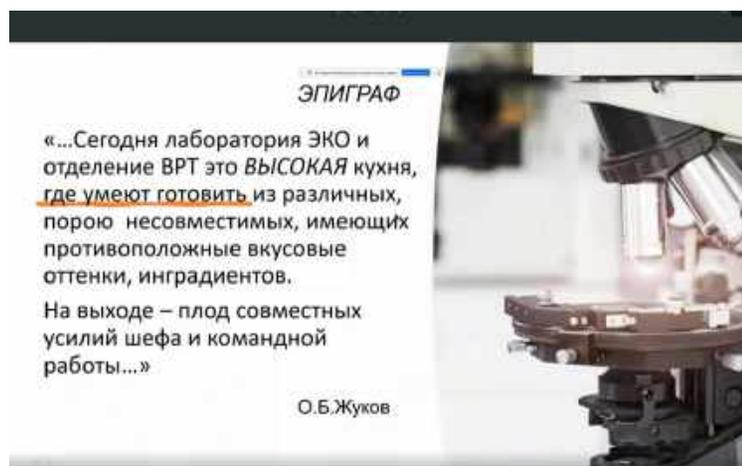 ЭПИГРАФ
«...Сегодня лаборатория ЭКО и
отделение ВРТ это ВЫСОКАЯ кухня,
где умеют готовить из различных,
порою несовместимых, имеющих
противоположные вкусовые
оттенки, инградиентов.
На выходе – плод совместных
усилий шефа и командной
работы...»
О.Б.Жуков